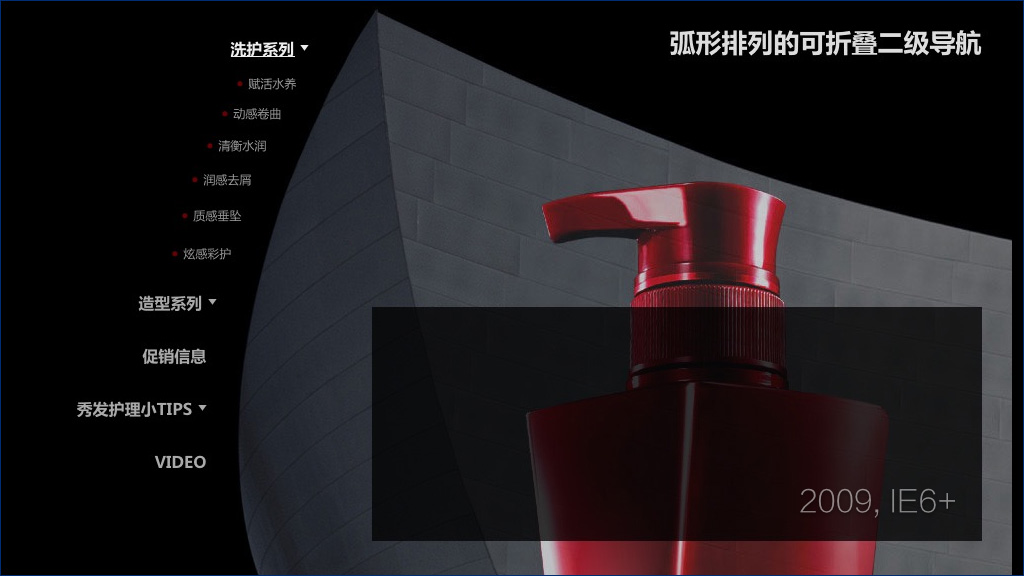 弧形排列的可折叠二级导航
洗护系列
赋活水养
动感卷曲
清衡水润
润感去屑
质感垂坠
炫感彩护
造型系列
促销信息
秀发护理小TIPS
VIDEO
2009, IE6+